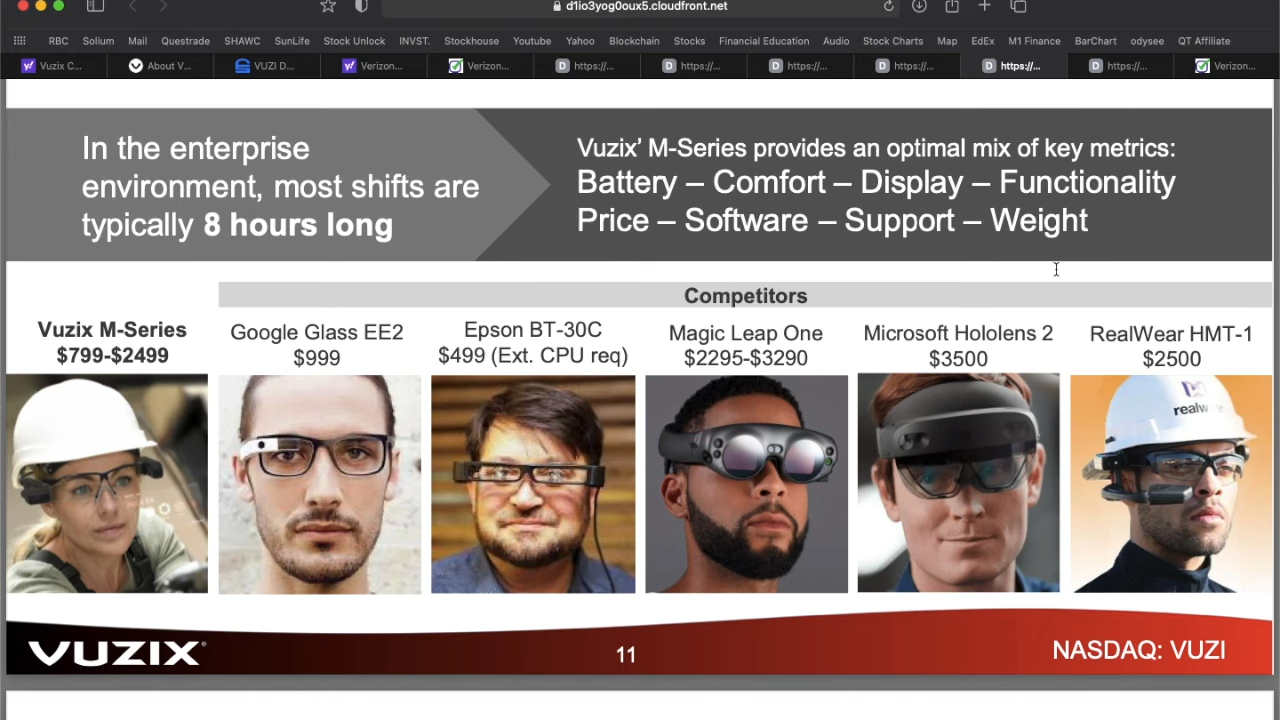 d1io3yog0oux5.cloudfront.net
RBC Solium Mail Questrade SHAWC SunLife Stock Unlock INVST. Stockhouse Youtube Yahoo Blockchain Stocks Financial Education Audio Stock Charts Map EdEx M1 Finance BarChart odysee QT Affiliate
Vuzix C... About V... VUZI D... Verizon... Verizon... https://... https://... https://... https://... https://... https://... Verizon...
In the enterprise
environment, most shifts are
typically 8 hours long
Vuzix' M-Series provides an optimal mix of key metrics:
Battery – Comfort – Display – Functionality
Price – Software – Support – Weight
Competitors
Vuzix M-Series
$799-$2499
Google Glass EE2
$999
Epson BT-30C
$499 (Ext. CPU req)
Magic Leap One
$2295-$3290
Microsoft Hololens 2
$3500
RealWear HMT-1
$2500
VUZIX
11
NASDAQ: VUZI